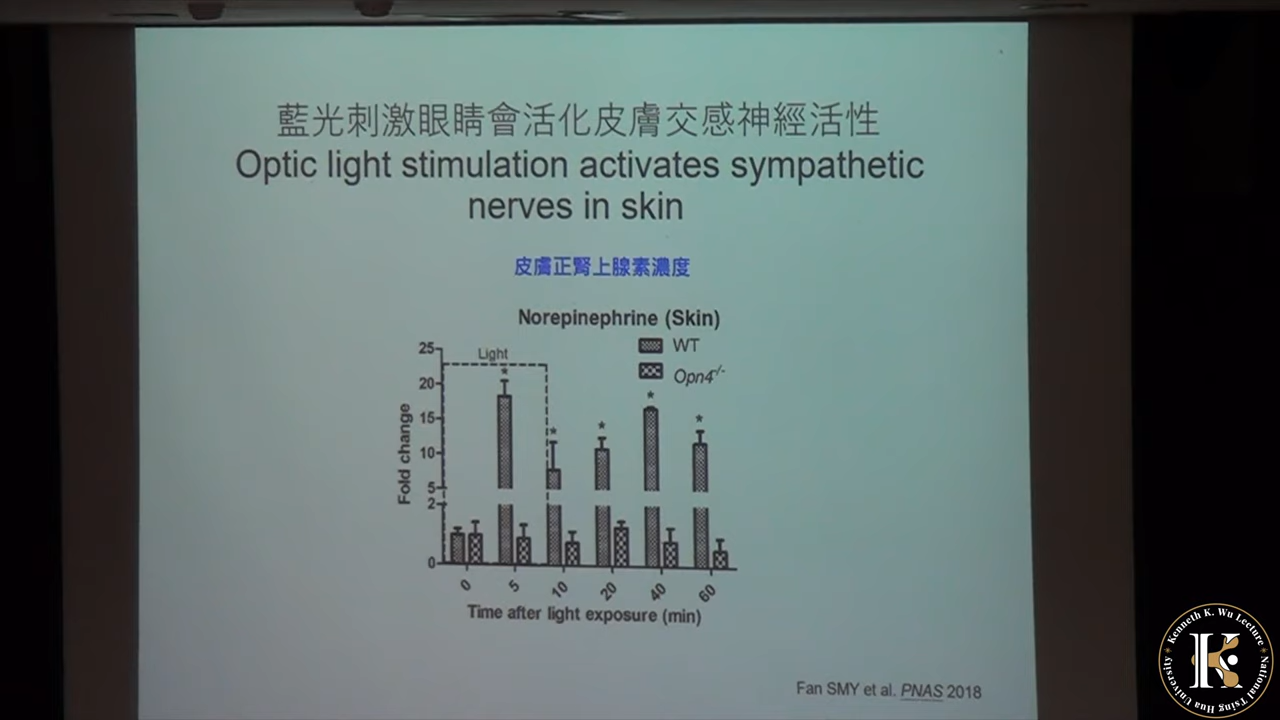 藍光刺激眼睛會活化皮膚交感神經活性
Optic light stimulation activates sympathetic
nerves in skin
皮膚正腎上腺素濃度
Norepinephrine (Skin)
Light
WT
Opn4-/-
Fold change
25
20
15
10
5
2
0
* * * * *
0 5 10 20 40 60
Time after light exposure (min)
Fan SMY et al. PNAS 2018
Kenneth K. Wu Lecture
National Tsing Hua University
K